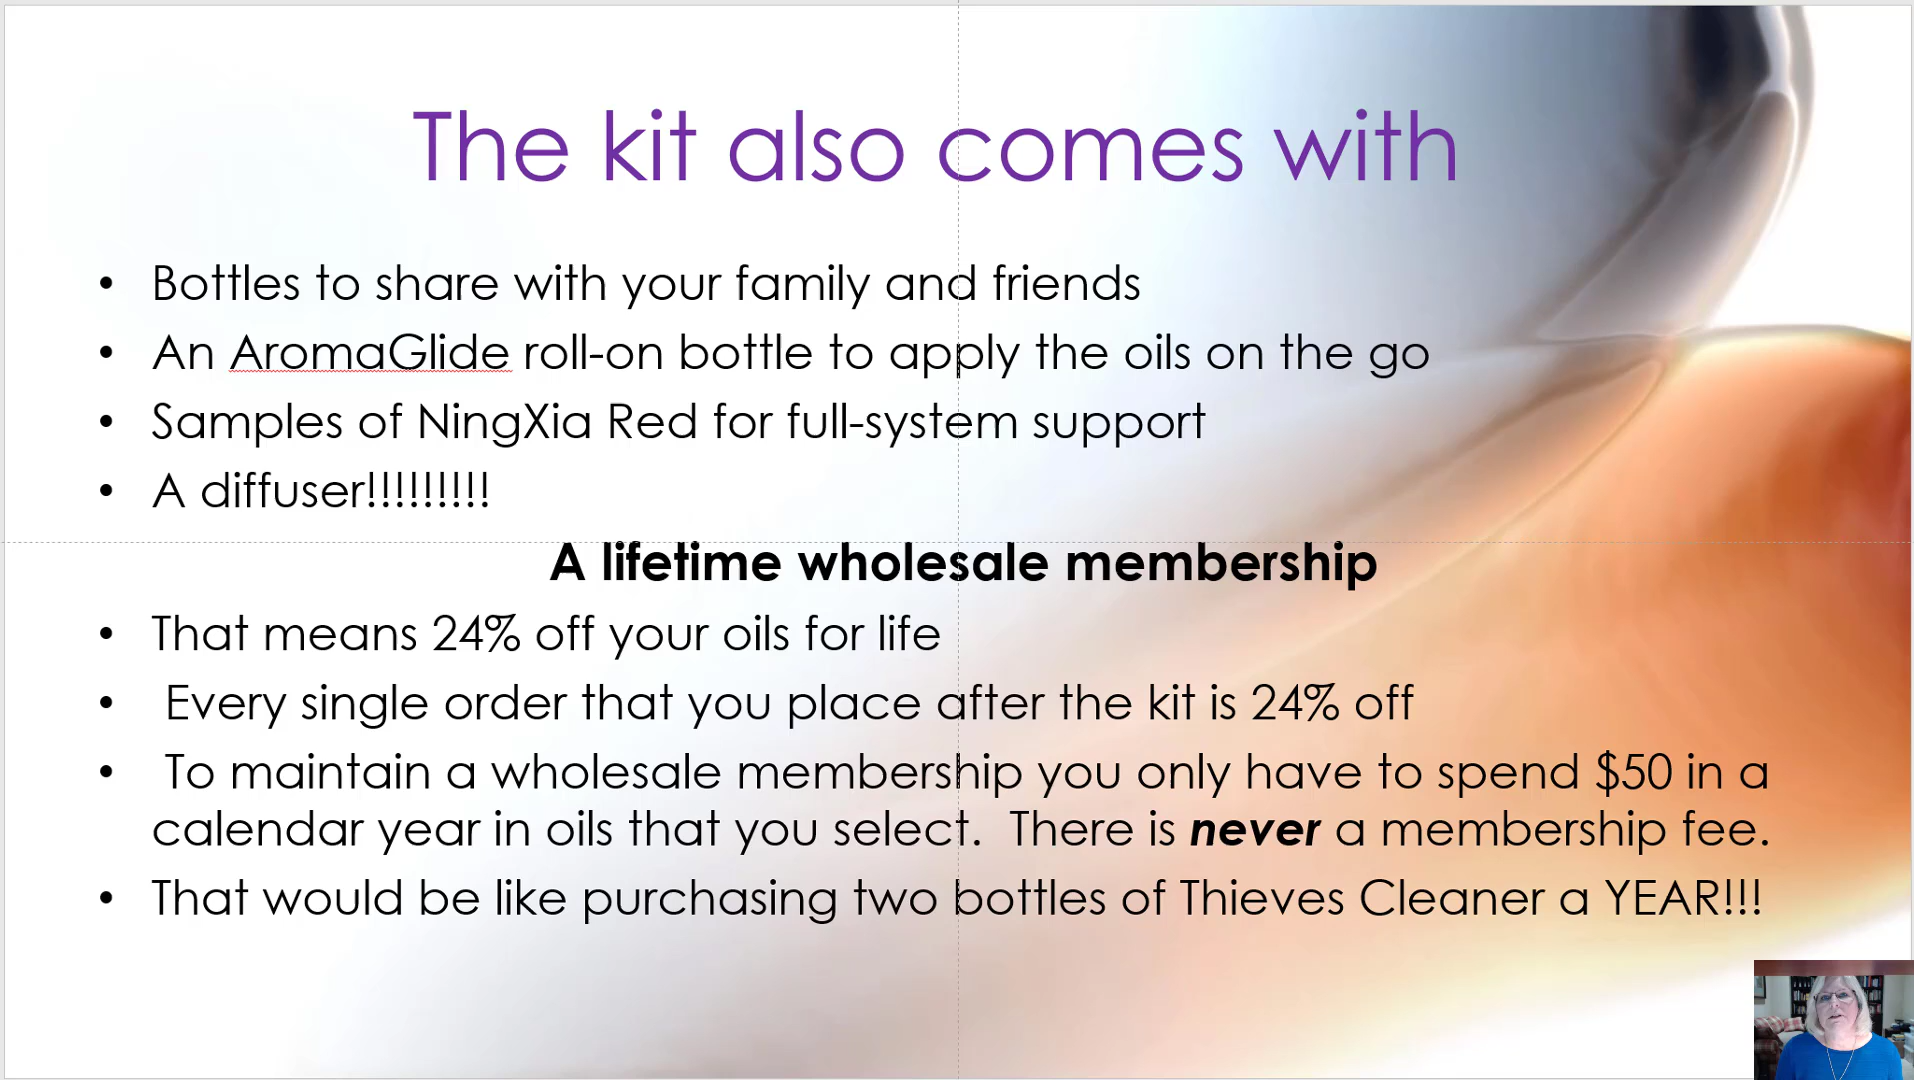 The kit also comes with
• Bottles to share with your family and friends
• An AromaGlide roll-on bottle to apply the oils on the go
• Samples of NingXia Red for full-system support
• A diffuser!!!!!!!!!
A lifetime wholesale membership
• That means 24% off your oils for life
• Every single order that you place after the kit is 24% off
• To maintain a wholesale membership you only have to spend $50 in a
calendar year in oils that you select.  There is never a membership fee.
• That would be like purchasing two bottles of Thieves Cleaner a YEAR!!!